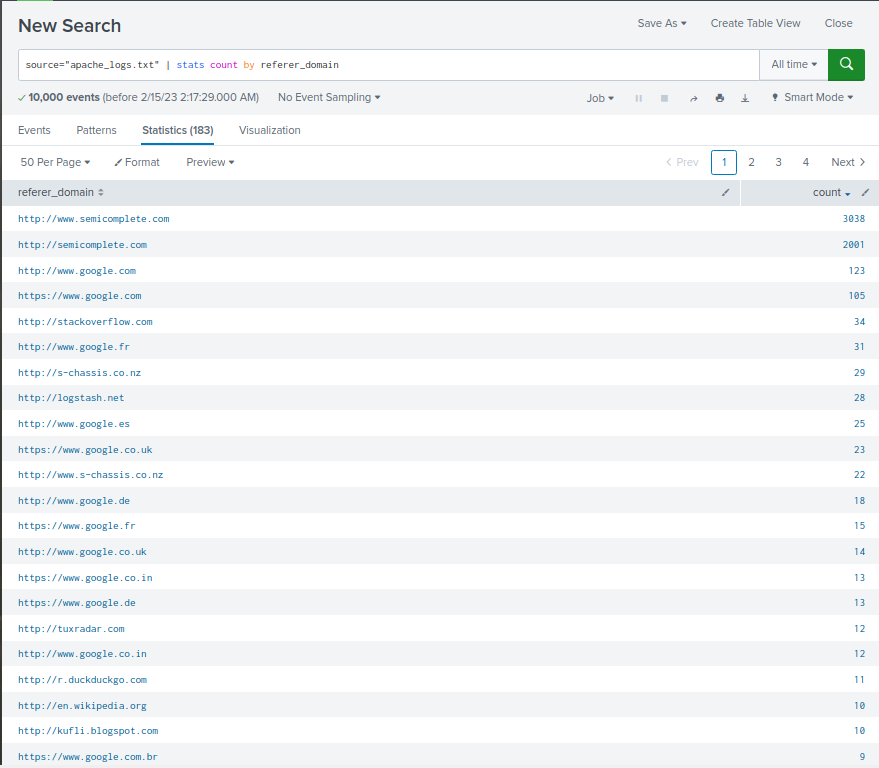 New Search
Save As Create Table View Close
source="apache_logs.txt" | stats count by referer_domain
All time
10,000 events (before 2/15/23 2:17:29.000 AM) No Event Sampling
Job Smart Mode
Events Patterns Statistics (183) Visualization
50 Per Page Format Preview
Prev 1 2 3 4 Next
referer_domain count
http://www.semicomplete.com 3038
http://semicomplete.com 2001
http://www.google.com 123
https://www.google.com 105
http://stackoverflow.com 34
http://www.google.fr 31
http://s-chassis.co.nz 29
http://logstash.net 28
http://www.google.es 25
https://www.google.co.uk 23
http://www.s-chassis.co.nz 22
http://www.google.de 18
https://www.google.fr 15
http://www.google.co.uk 14
https://www.google.co.in 13
https://www.google.de 13
http://tuxradar.com 12
http://www.google.co.in 12
http://r.duckduckgo.com 11
http://en.wikipedia.org 10
http://kufli.blogspot.com 10
https://www.google.com.br 9